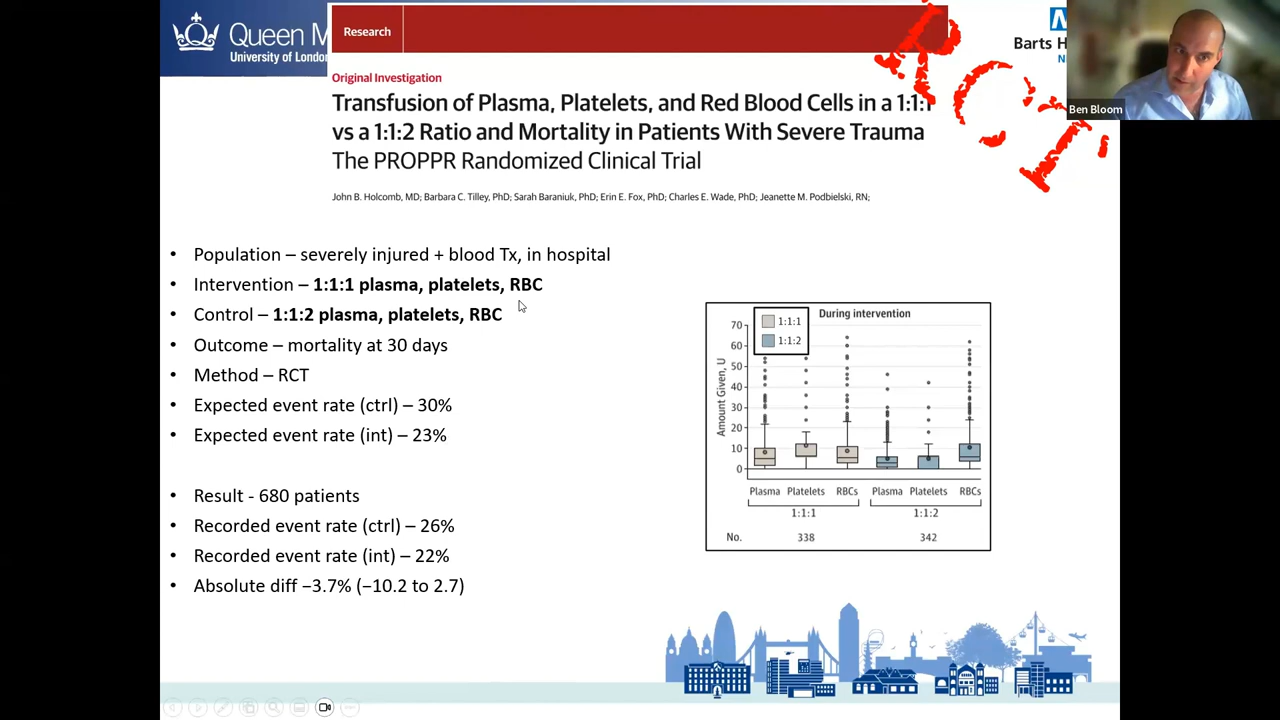 Queen M
University of London
Research
RCT
Barts H
Ben Bloom
Original Investigation
Transfusion of Plasma, Platelets, and Red Blood Cells in a 1:1:1
vs a 1:1:2 Ratio and Mortality in Patients With Severe Trauma
The PROPPR Randomized Clinical Trial
John B. Holcomb, MD; Barbara C. Tilley, PhD; Sarah Baraniuk, PhD; Erin E. Fox, PhD; Charles E. Wade, PhD; Jeanette M. Podbielski, RN;
• Population – severely injured + blood Tx, in hospital
• Intervention – 1:1:1 plasma, platelets, RBC
• Control – 1:1:2 plasma, platelets, RBC
• Outcome – mortality at 30 days
• Method – RCT
• Expected event rate (ctrl) – 30%
• Expected event rate (int) – 23%
• Result - 680 patients
• Recorded event rate (ctrl) – 26%
• Recorded event rate (int) – 22%
• Absolute diff −3.7% (−10.2 to 2.7)
During intervention
1:1:1
1:1:2
Amount Given, U
70
60
50
40
30
20
10
0
Plasma Platelets RBCs Plasma Platelets RBCs
1:1:1 1:1:2
No. 338 342